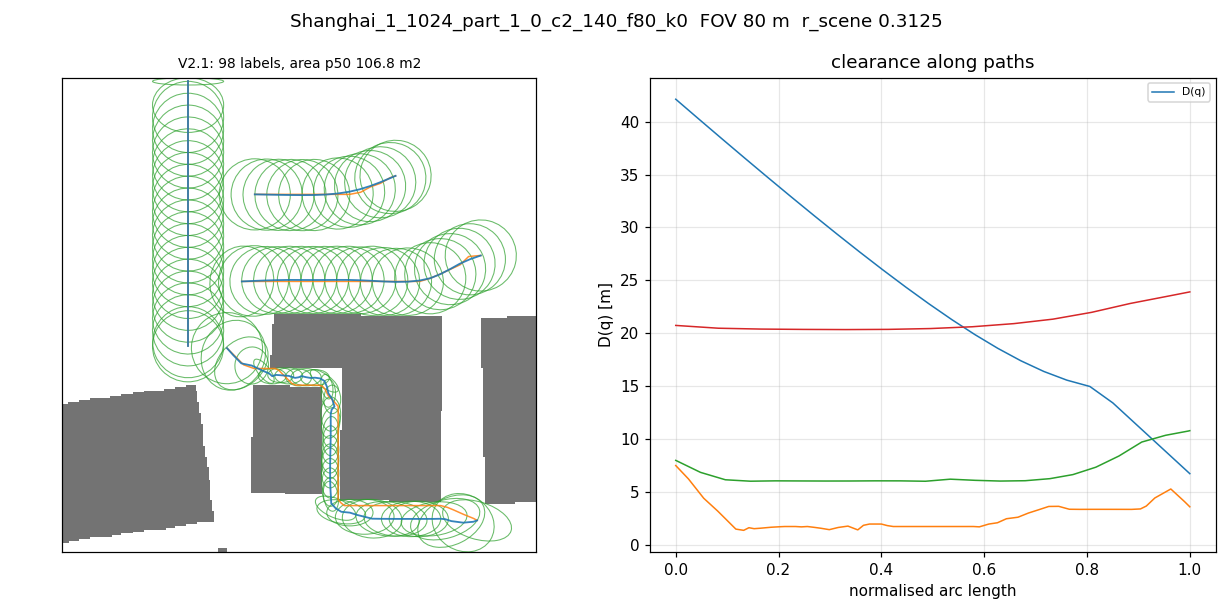 Shanghai_1_1024_part_1_0_c2_140_f80_k0  FOV 80 m  r_scene 0.3125
V2.1: 98 labels, area p50 106.8 m2
clearance along paths
D(q)
D(q) [m]
40
35
30
25
20
15
10
5
0
0.0 0.2 0.4 0.6 0.8 1.0
normalised arc length